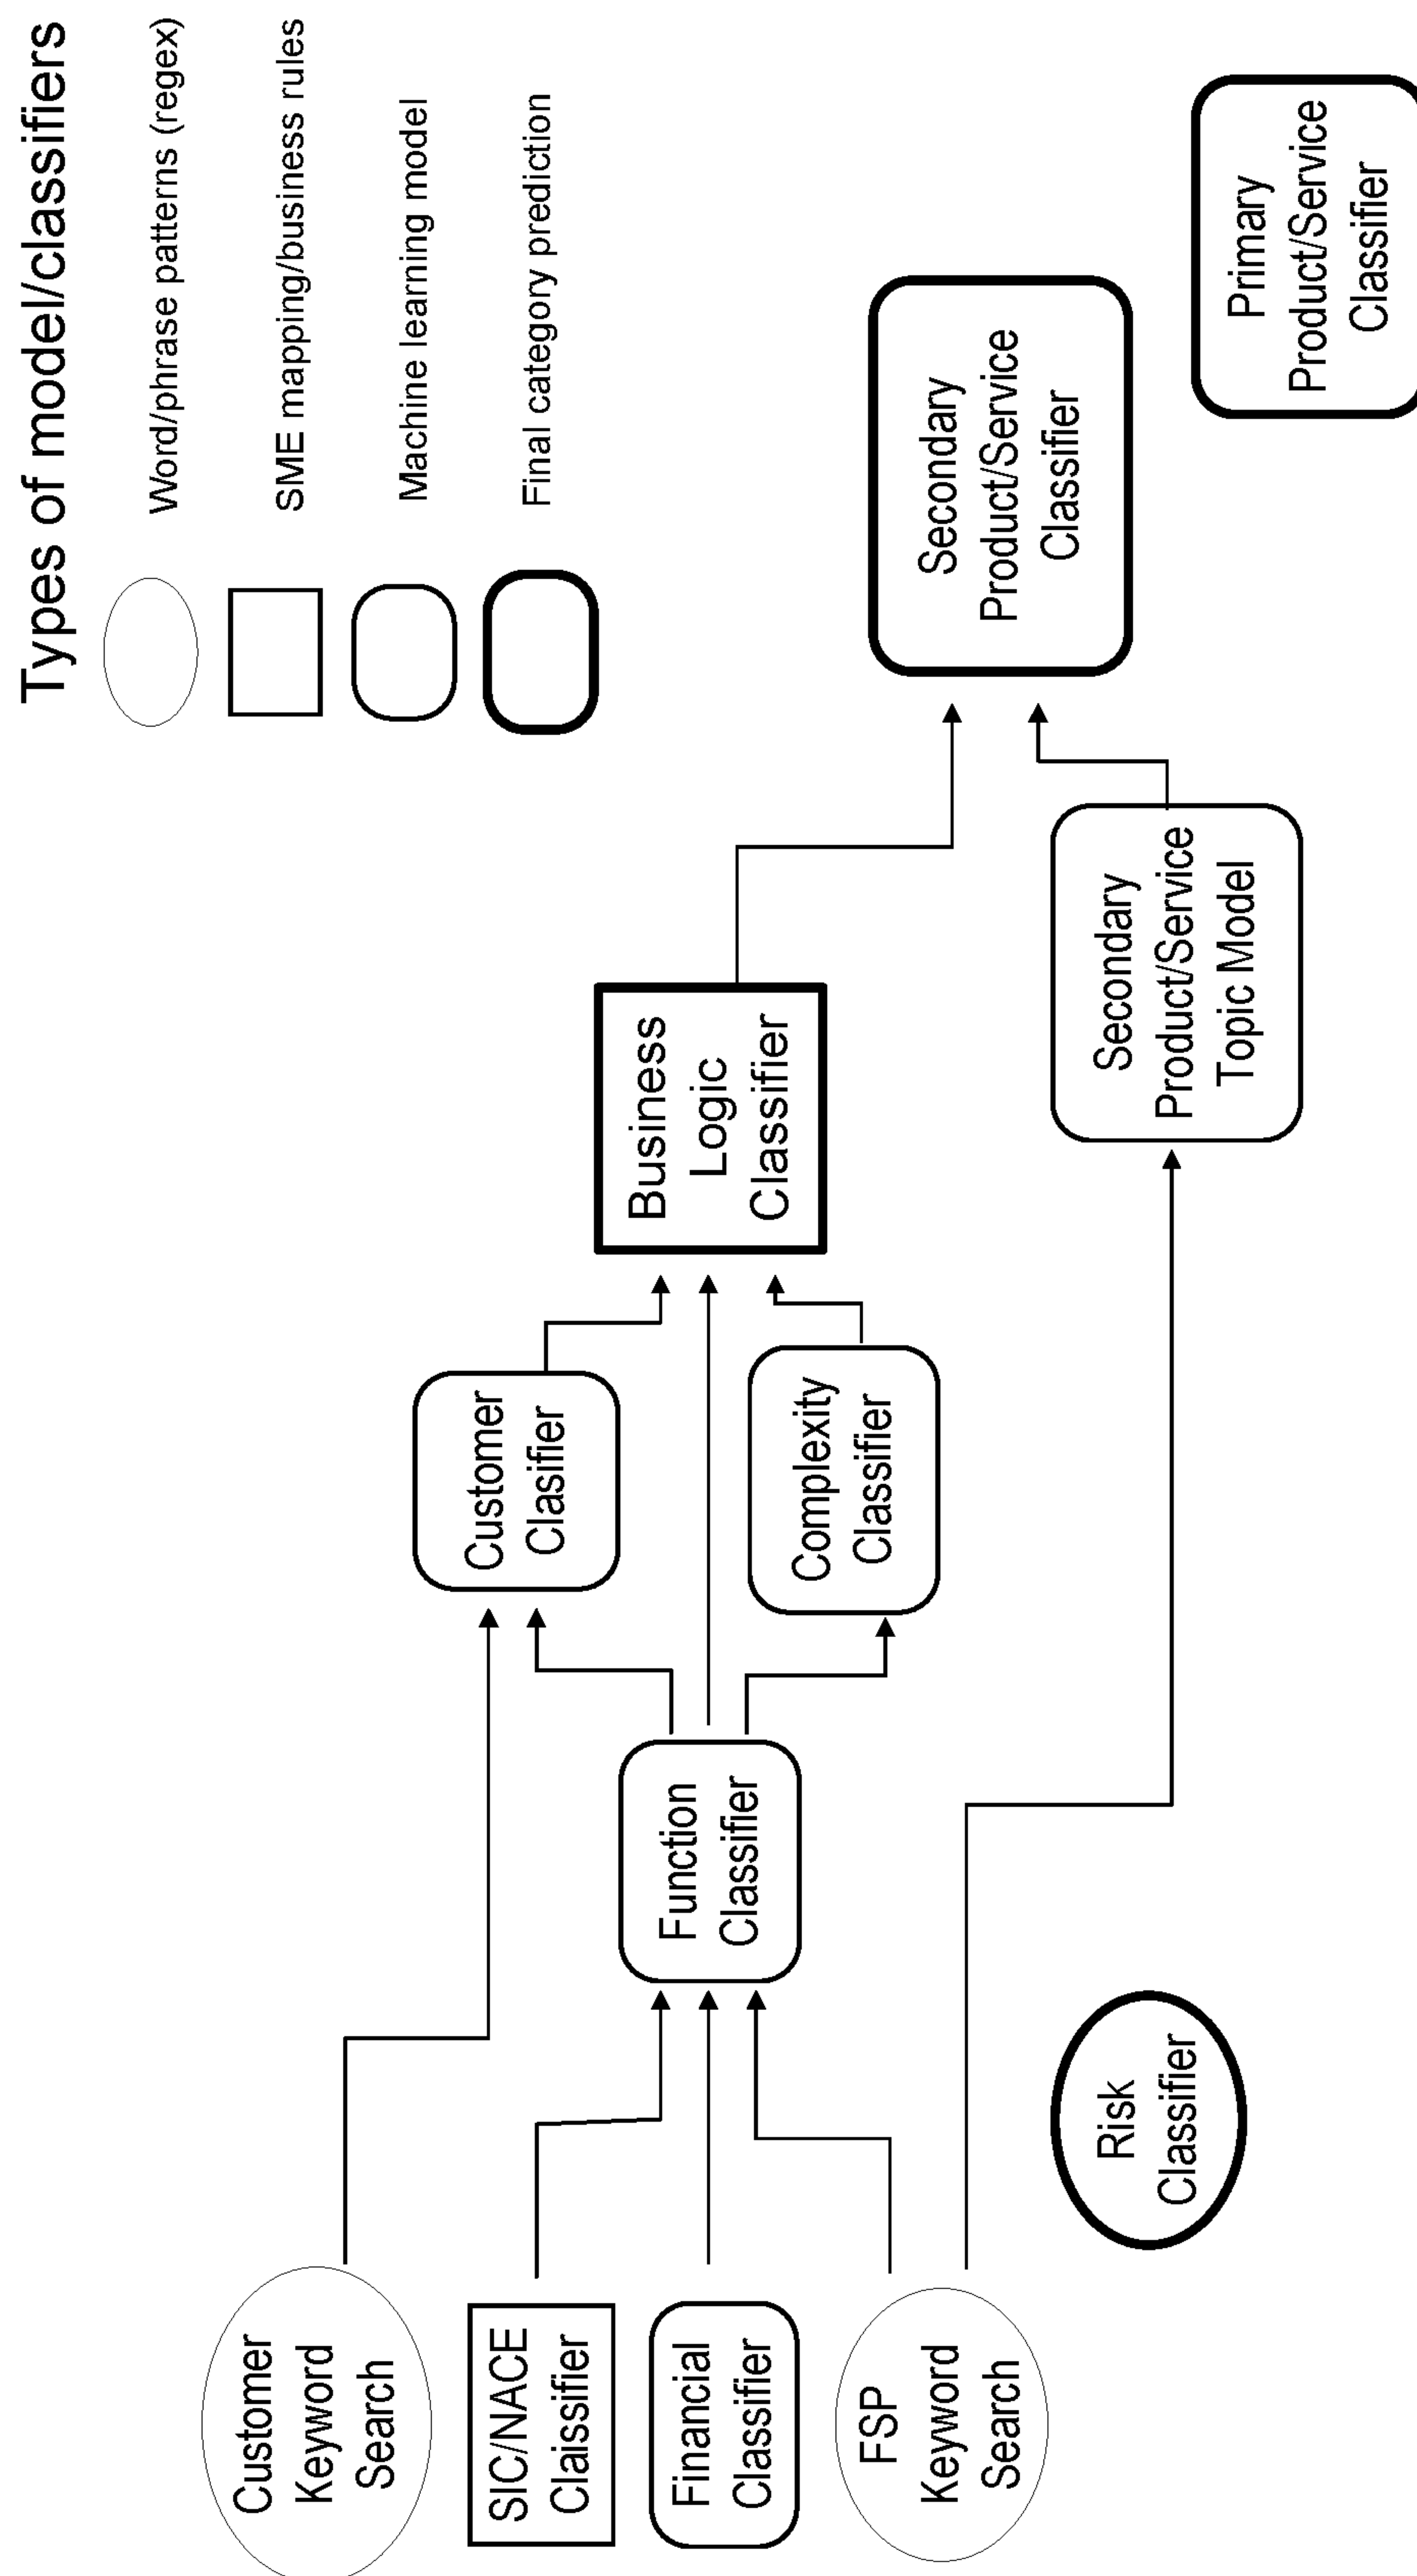 Types of model/classifiers
Word/phrase patterns (regex)
SME mapping/business rules
Machine learning model
Final category prediction
Customer
Keyword
Search
SIC/NACE
Claissifier
Financial
Classifier
FSP
Keyword
Search
Function
Classifier
Risk
Classifier
Customer
Clasifier
Complexity
Classifier
Business
Logic
Classifier
Secondary
Product/Service
Topic Model
Secondary
Product/Service
Classifier
Primary
Product/Service
Classifier